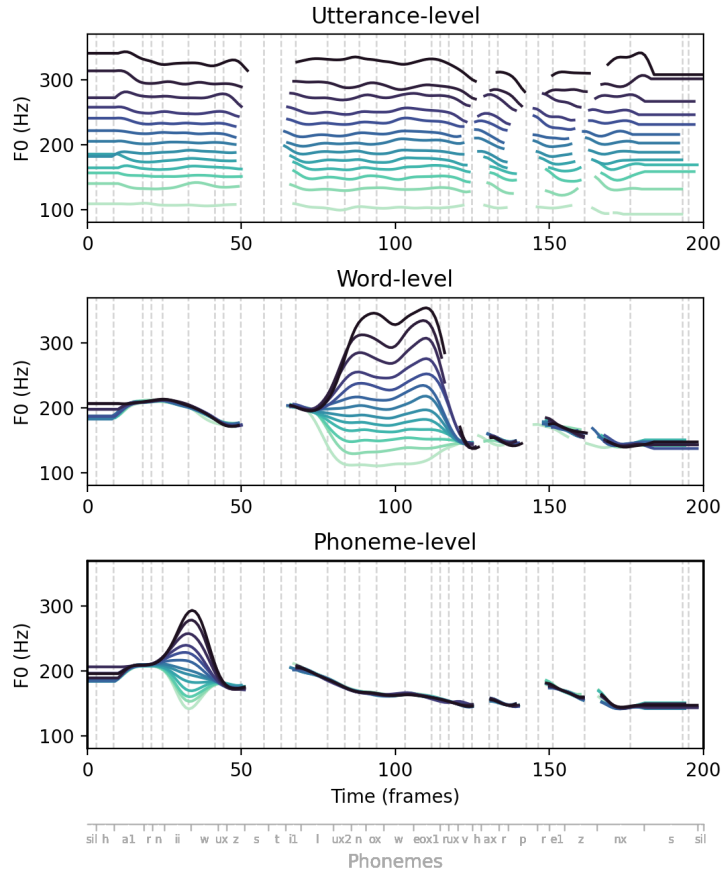 Utterance-level
300
200
100
F0 (Hz)
0 50 100 150 200
Word-level
300
200
100
F0 (Hz)
0 50 100 150 200
Phoneme-level
300
200
100
F0 (Hz)
0 50 100 150 200
Time (frames)
sil h a1 r n ii w ux z s t i1 l ux2 n ox w eox1 r ux v h ax r p r e1 z nx s sil
Phonemes